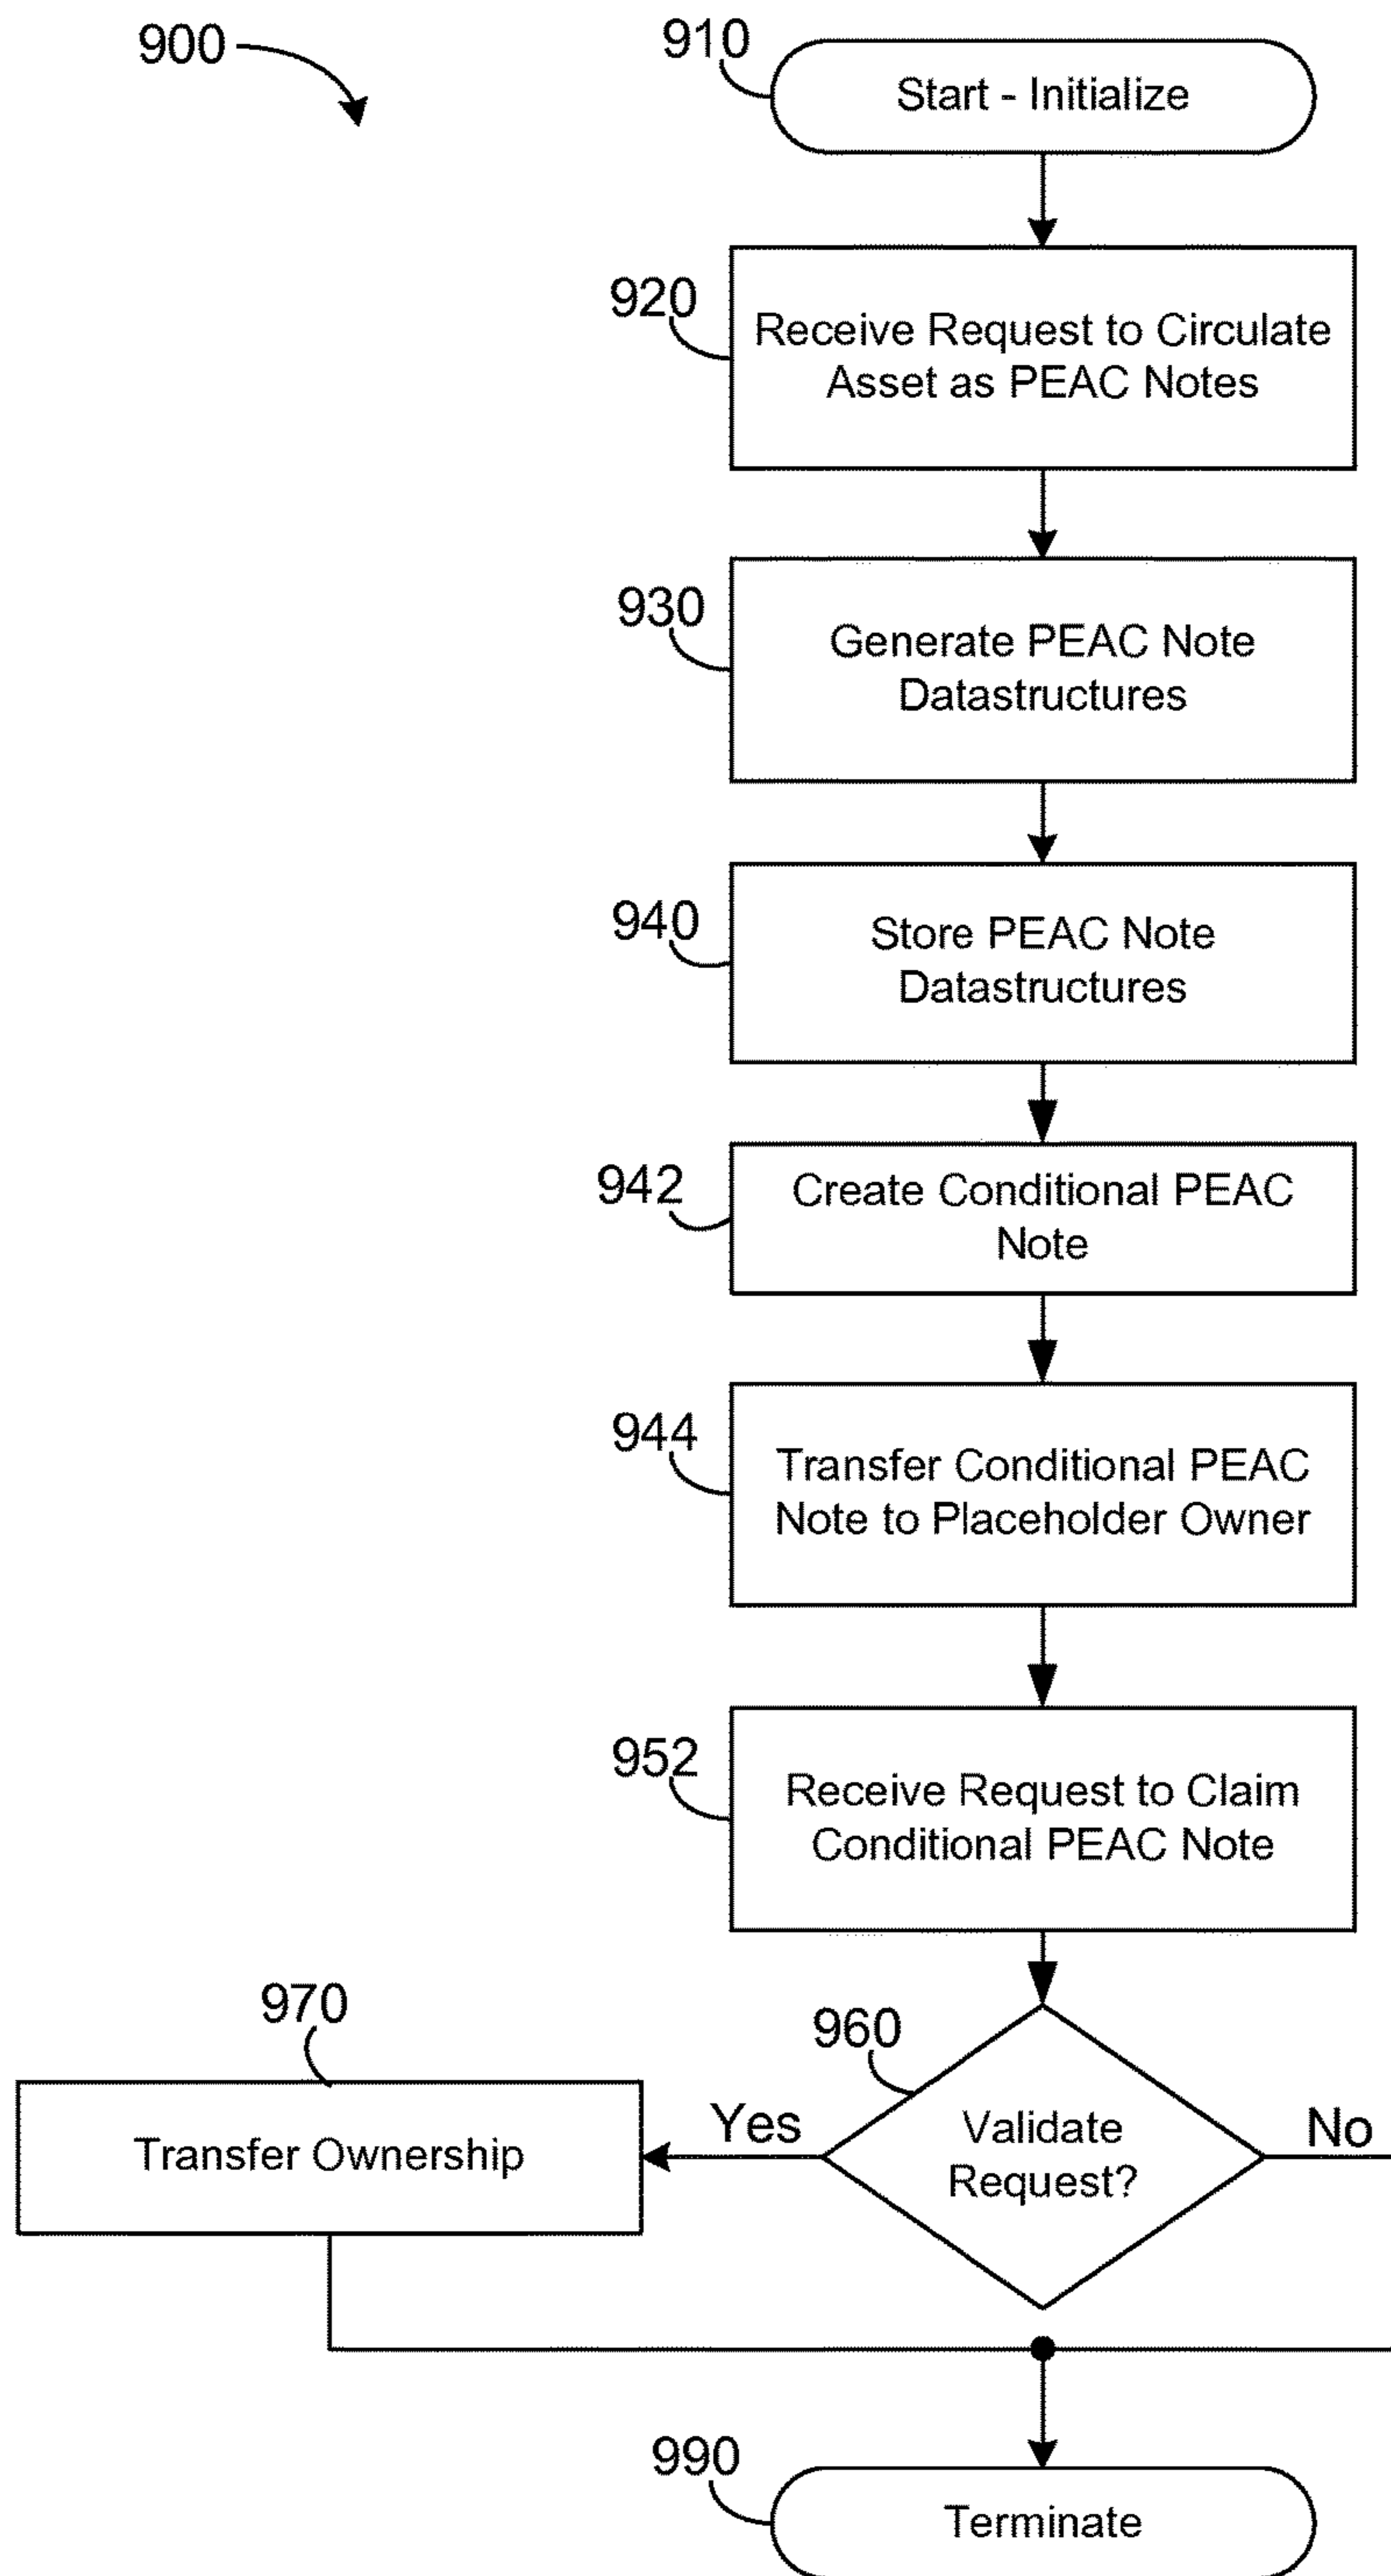 900
910
Start - Initialize
920
Receive Request to Circulate
Asset as PEAC Notes
930
Generate PEAC Note
Datastructures
940
Store PEAC Note
Datastructures
942
Create Conditional PEAC
Note
944
Transfer Conditional PEAC
Note to Placeholder Owner
952
Receive Request to Claim
Conditional PEAC Note
970
960
Transfer Ownership
Yes
Validate
Request?
No
990
Terminate